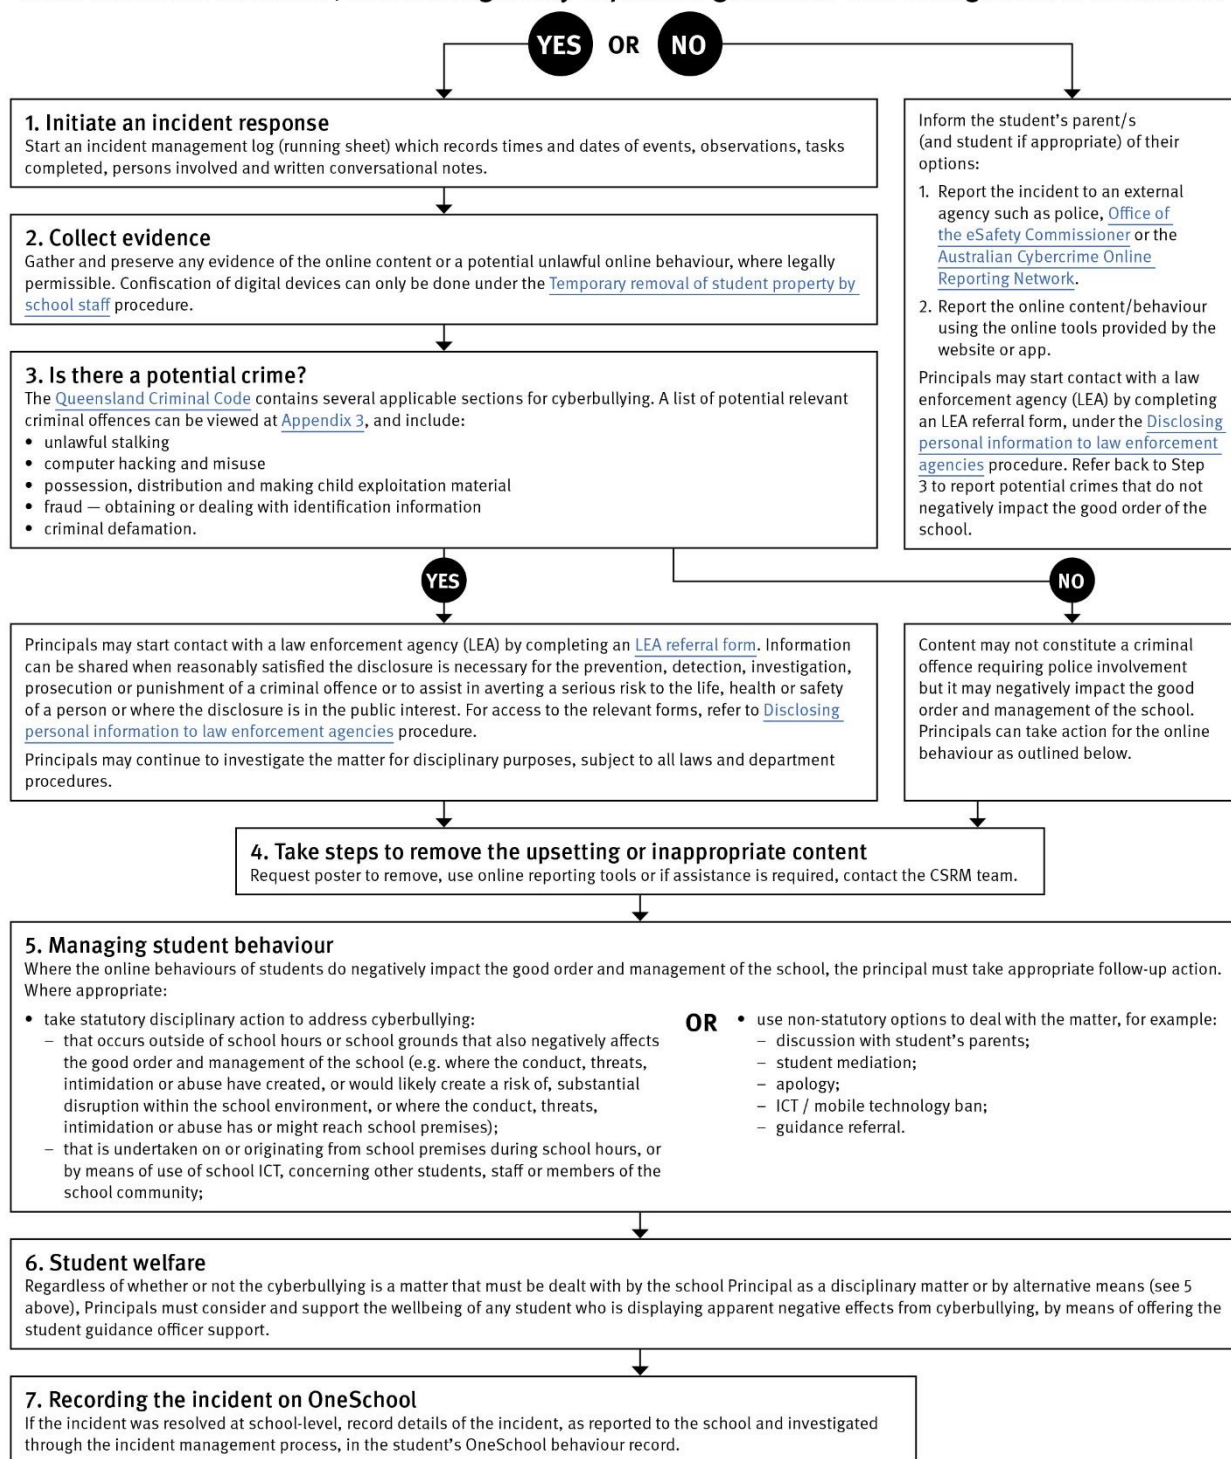 YES OR NO
1. Initiate an incident response
Start an incident management log (running sheet) which records times and dates of events, observations, tasks
completed, persons involved and written conversational notes.
2. Collect evidence
Gather and preserve any evidence of the online content or a potential unlawful online behaviour, where legally
permissible. Confiscation of digital devices can only be done under the Temporary removal of student property by
school staff procedure.
3. Is there a potential crime?
The Queensland Criminal Code contains several applicable sections for cyberbullying. A list of potential relevant
criminal offences can be viewed at Appendix 3, and include:
• unlawful stalking
• computer hacking and misuse
• possession, distribution and making child exploitation material
• fraud — obtaining or dealing with identification information
• criminal defamation.
Inform the student's parent/s
(and student if appropriate) of their
options:
1. Report the incident to an external
agency such as police, Office of
the eSafety Commissioner or the
Australian Cybercrime Online
Reporting Network.
2. Report the online content/behaviour
using the online tools provided by the
website or app.
Principals may start contact with a law
enforcement agency (LEA) by completing
an LEA referral form, under the Disclosing
personal information to law enforcement
agencies procedure. Refer back to Step
3 to report potential crimes that do not
negatively impact the good order of the
school.
YES
NO
Principals may start contact with a law enforcement agency (LEA) by completing an LEA referral form. Information
can be shared when reasonably satisfied the disclosure is necessary for the prevention, detection, investigation,
prosecution or punishment of a criminal offence or to assist in averting a serious risk to the life, health or safety
of a person or where the disclosure is in the public interest. For access to the relevant forms, refer to Disclosing
personal information to law enforcement agencies procedure.
Principals may continue to investigate the matter for disciplinary purposes, subject to all laws and department
procedures.
Content may not constitute a criminal
offence requiring police involvement
but it may negatively impact the good
order and management of the school.
Principals can take action for the online
behaviour as outlined below.
4. Take steps to remove the upsetting or inappropriate content
Request poster to remove, use online reporting tools or if assistance is required, contact the CSRM team.
5. Managing student behaviour
Where the online behaviours of students do negatively impact the good order and management of the school, the principal must take appropriate follow-up action.
Where appropriate:
• take statutory disciplinary action to address cyberbullying:
– that occurs outside of school hours or school grounds that also negatively affects
the good order and management of the school (e.g. where the conduct, threats,
intimidation or abuse have created, or would likely create a risk of, substantial
disruption within the school environment, or where the conduct, threats,
intimidation or abuse has or might reach school premises);
– that is undertaken on or originating from school premises during school hours, or
by means of use of school ICT, concerning other students, staff or members of the
school community;
OR
• use non-statutory options to deal with the matter, for example:
– discussion with student's parents;
– student mediation;
– apology;
– ICT / mobile technology ban;
– guidance referral.
6. Student welfare
Regardless of whether or not the cyberbullying is a matter that must be dealt with by the school Principal as a disciplinary matter or by alternative means (see 5
above), Principals must consider and support the wellbeing of any student who is displaying apparent negative effects from cyberbullying, by means of offering the
student guidance officer support.
7. Recording the incident on OneSchool
If the incident was resolved at school-level, record details of the incident, as reported to the school and investigated
through the incident management process, in the student's OneSchool behaviour record.